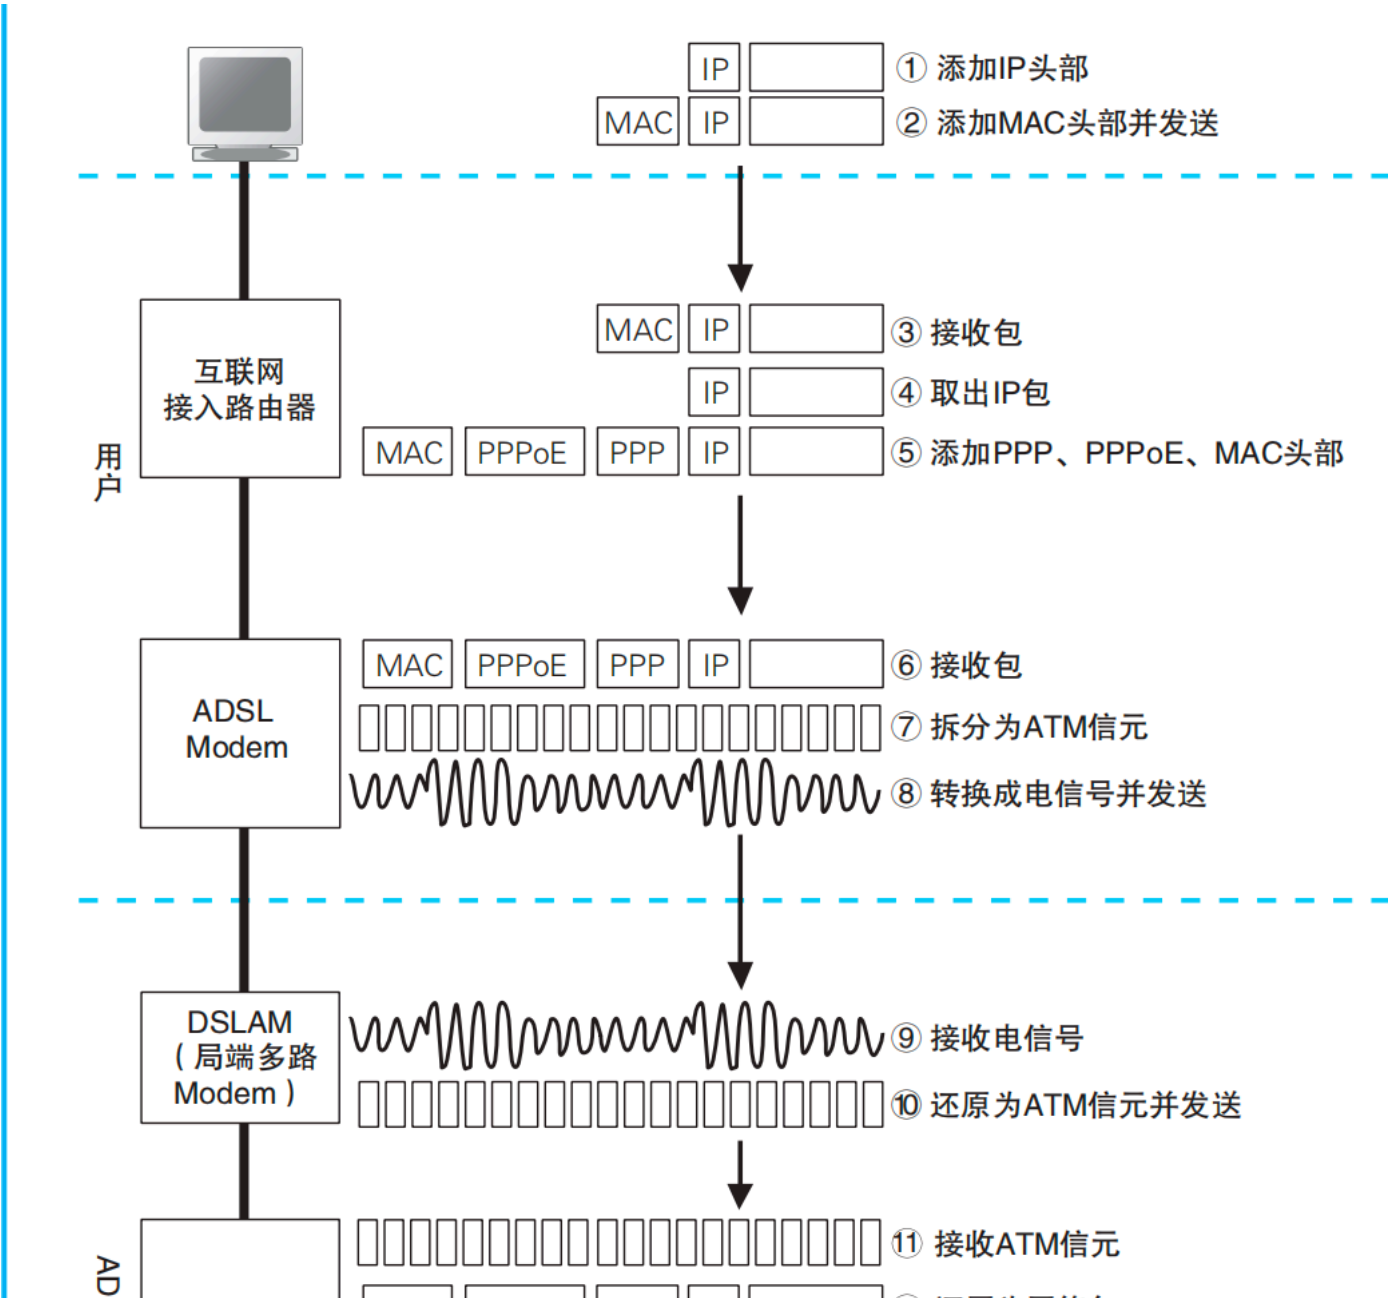 IP
① 添加IP头部
MAC IP
② 添加MAC头部并发送
互联网
接入路由器
MAC IP
③ 接收包
IP
④ 取出IP包
MAC PPPoE PPP IP
⑤ 添加PPP、PPPoE、MAC头部
用户
ADSL
Modem
MAC PPPoE PPP IP
⑥ 接收包
⑦ 拆分为ATM信元
⑧ 转换成电信号并发送
DSLAM
（局端多路
Modem）
⑨ 接收电信号
⑩ 还原为ATM信元并发送
⑪ 接收ATM信元
AD